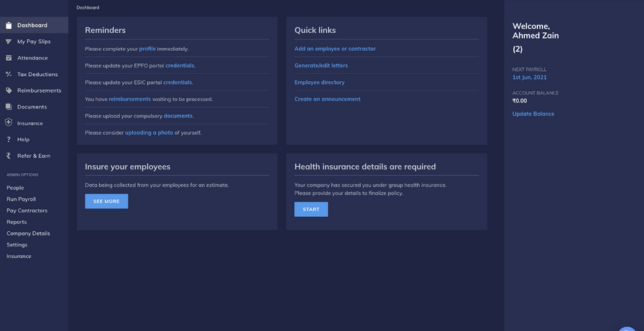 Dashboard
Dashboard
My Pay Slips
Attendance
Tax Deductions
Reimbursements
Documents
Insurance
Help
Refer & Earn
ADMIN OPTIONS
People
Run Payroll
Pay Contractors
Reports
Company Details
Settings
Insurance
Reminders
Please complete your profile immediately.
Please update your EPFO portal credentials.
Please update your ESIC portal credentials.
You have reimbursements waiting to be processed.
Please upload your compulsory documents.
Please consider uploading a photo of yourself.
Quick links
Add an employee or contractor
Generate/edit letters
Employee directory
Create an announcement
Insure your employees
Data being collected from your employees for an estimate.
SEE MORE
Health insurance details are required
Your company has secured you under group health insurance.
Please provide your details to finalize policy.
START
Welcome,
Ahmed Zain
(2)
NEXT PAYROLL
1st Jun, 2021
ACCOUNT BALANCE
₹0.00
Update Balance